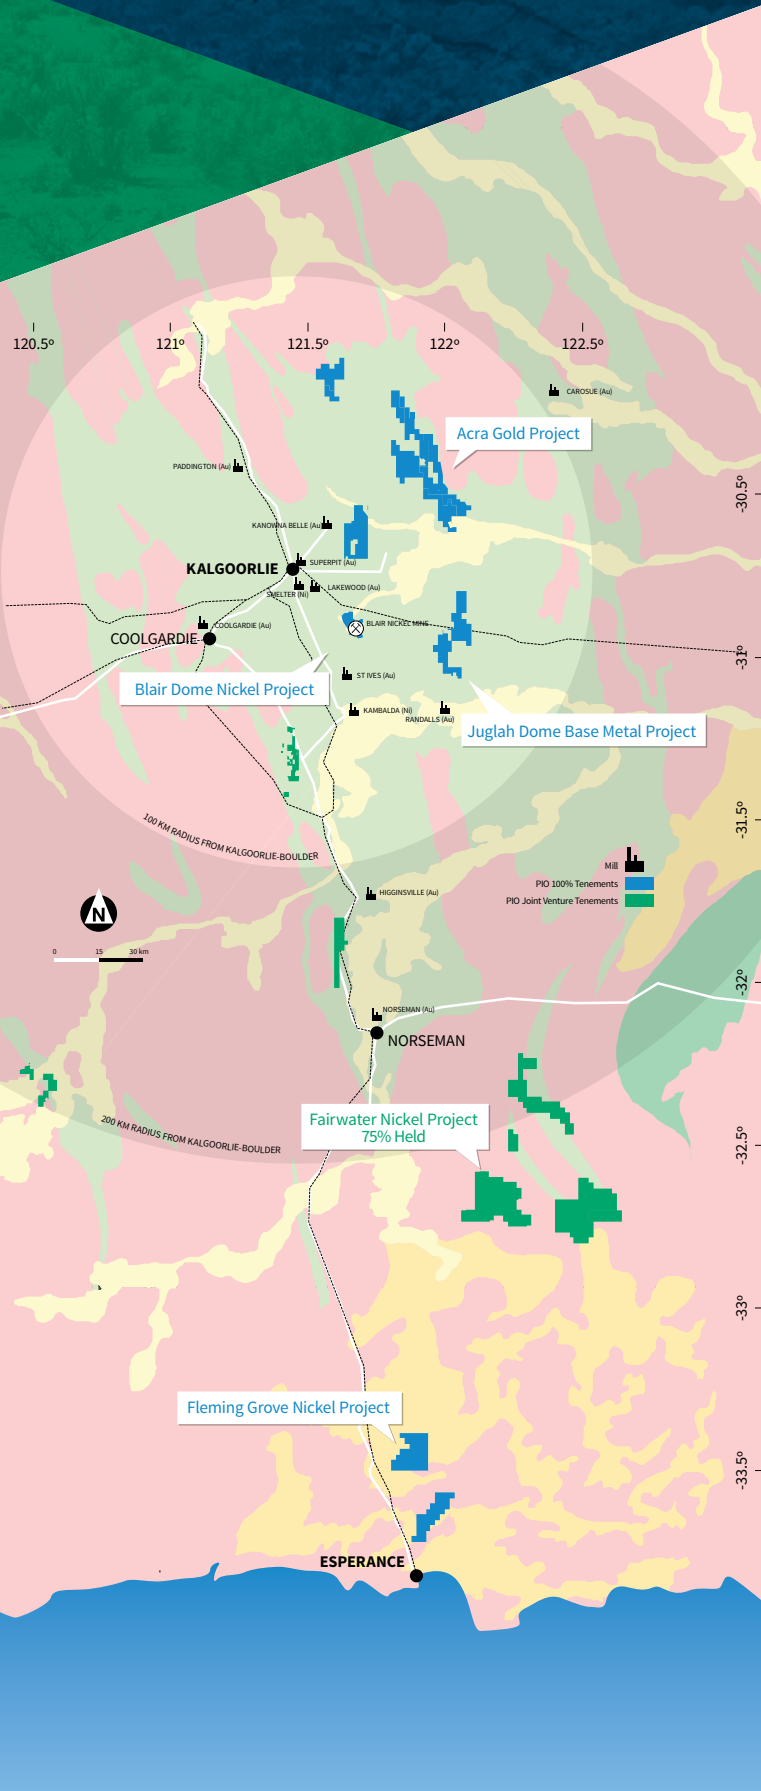 120.5º
121º
121.5º
122º
122.5º
CAROSUE (Au)
Acra Gold Project
PADDINGTON (Au)
-30.5º
KANOWNA BELLE (Au)
SUPERPIT (Au)
KALGOORLIE
LAKEWOOD (Au)
SMELTER (Ni)
COOLGARDIE (Au)
BLAIR NICKEL MINE
COOLGARDIE
-31º
ST IVES (Au)
Blair Dome Nickel Project
KAMBALDA (Ni)
RANDALLS (Au)
Juglah Dome Base Metal Project
-31.5º
100 KM RADIUS FROM KALGOORLIE-BOULDER
Mill
PIO 100% Tenements
PIO Joint Venture Tenements
HIGGINSVILLE (Au)
N
0 15 30 km
-32º
NORSEMAN (Au)
NORSEMAN
200 KM RADIUS FROM KALGOORLIE-BOULDER
Fairwater Nickel Project
75% Held
-32.5º
-33º
Fleming Grove Nickel Project
-33.5º
ESPERANCE